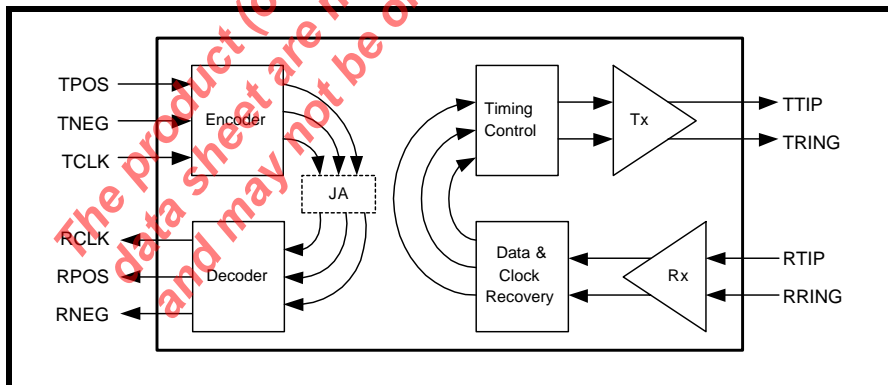 TPOS
TNEG
TCLK
Encoder
JA
Timing
Control
Tx
TTIP
TRING
RCLK
RPOS
RNEG
Decoder
Data &
Clock
Recovery
Rx
RTIP
RRING
The product (o
data sheet are n
and may not be o